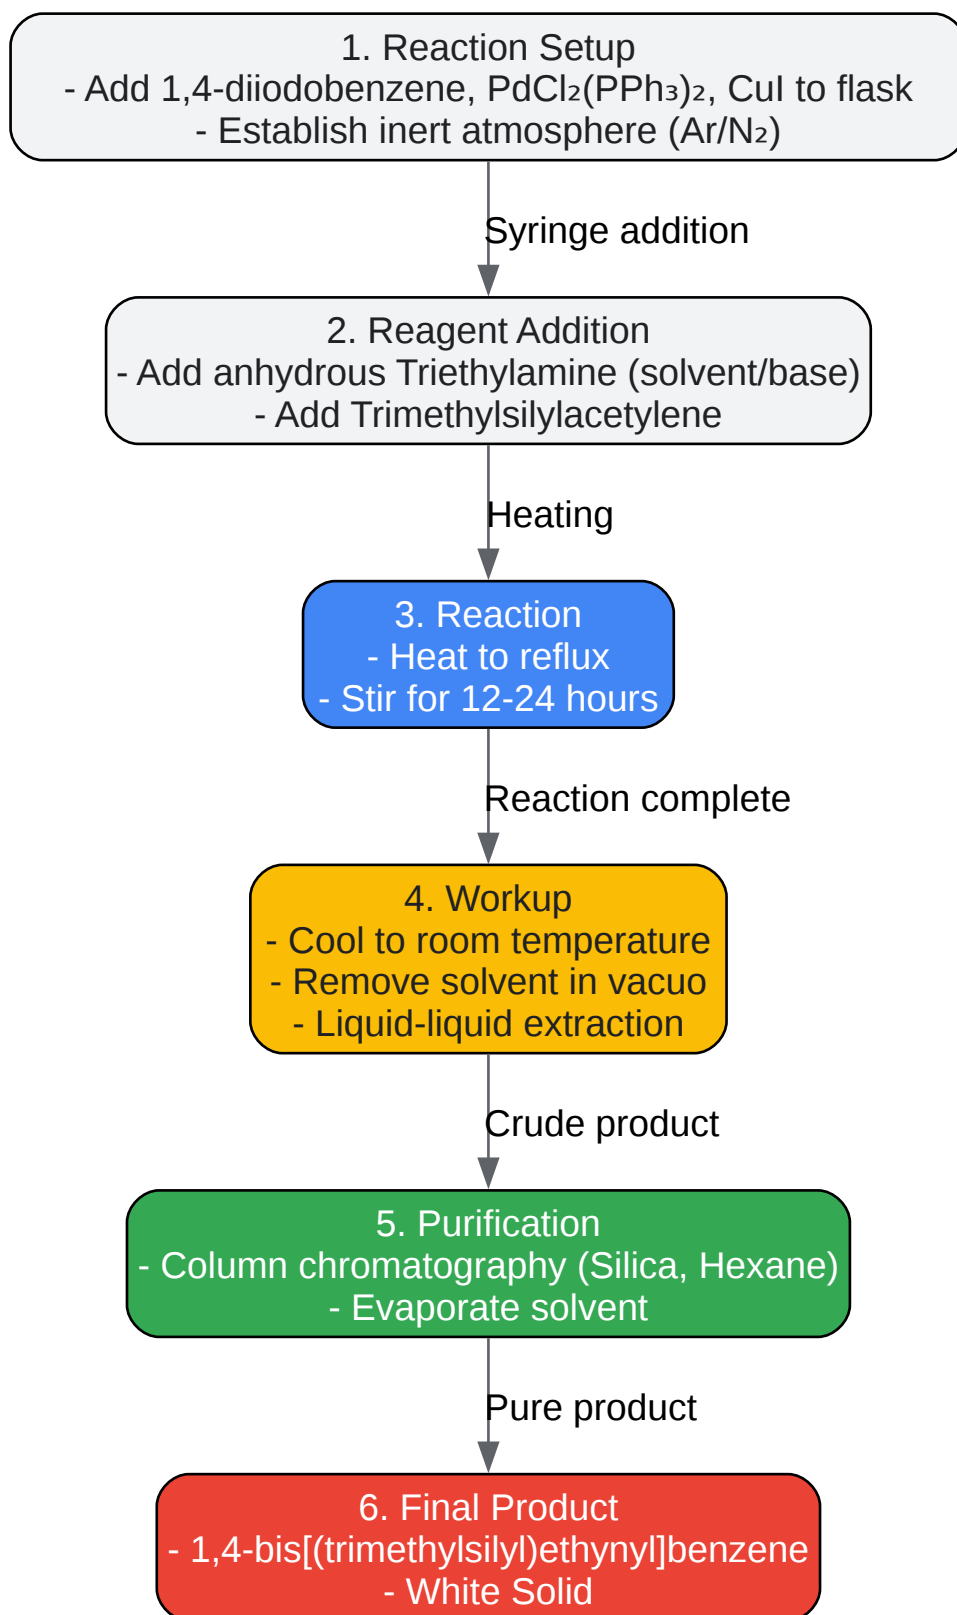 1. Reaction Setup
- Add 1,4-diiodobenzene, PdCl₂(PPh₃)₂, CuI to flask
- Establish inert atmosphere (Ar/N₂)
Syringe addition
2. Reagent Addition
- Add anhydrous Triethylamine (solvent/base)
- Add Trimethylsilylacetylene
Heating
3. Reaction
- Heat to reflux
- Stir for 12-24 hours
Reaction complete
4. Workup
- Cool to room temperature
- Remove solvent in vacuo
- Liquid-liquid extraction
Crude product
5. Purification
- Column chromatography (Silica, Hexane)
- Evaporate solvent
Pure product
6. Final Product
- 1,4-bis[(trimethylsilyl)ethynyl]benzene
- White Solid